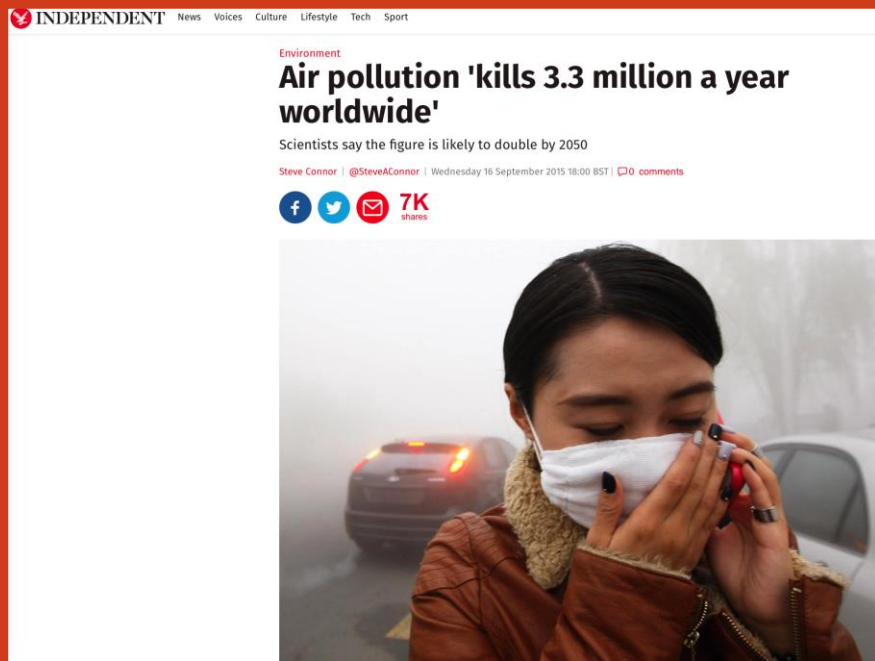 INDEPENDENT News Voices Culture Lifestyle Tech Sport
Environment
Air pollution 'kills 3.3 million a year
worldwide'
Scientists say the figure is likely to double by 2050
Steve Connor | @SteveAConnor | Wednesday 16 September 2015 18:00 BST | 0 comments
7K
shares